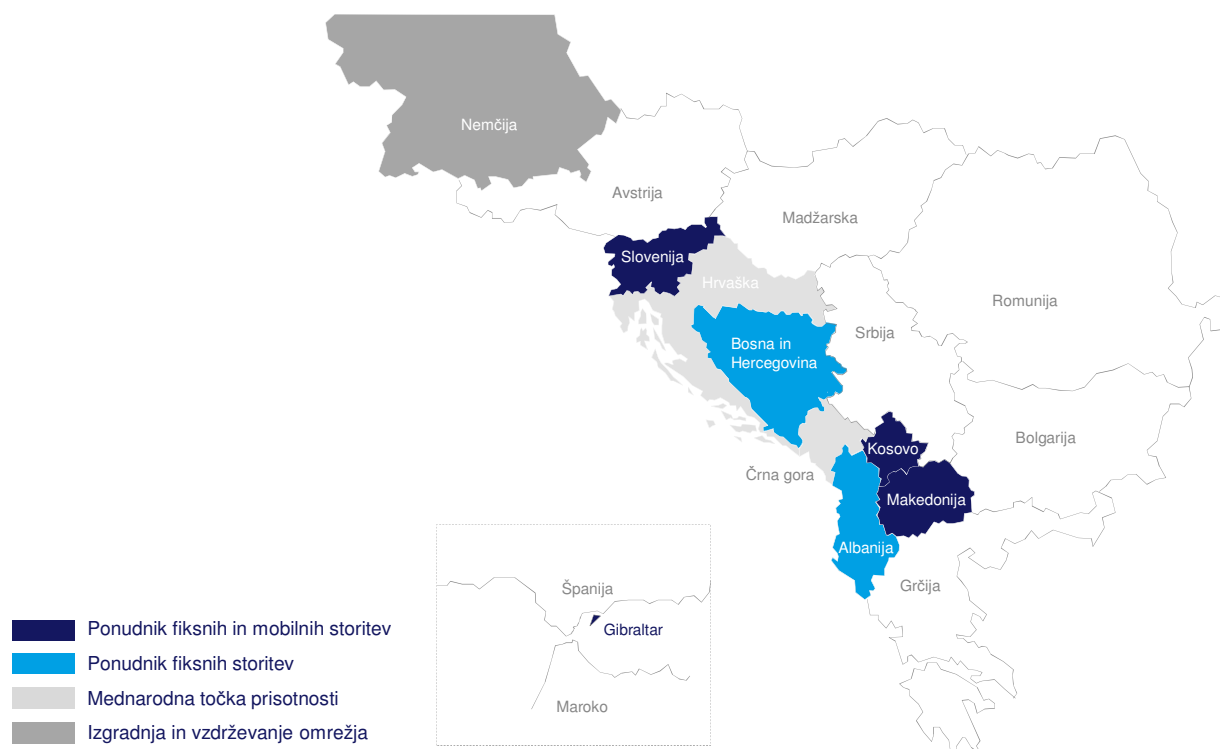 Nemčija
Avstrija
Madžarska
Slovenija
Hrvaška
Romunija
Srbija
Bosna in
Hercegovina
Bolgarija
Kosovo
Črna gora
Makedonija
Albanija
Grčija
Španija
Gibraltar
Maroko
Ponudnik fiksnih in mobilnih storitev
Ponudnik fiksnih storitev
Mednarodna točka prisotnosti
Izgradnja in vzdrževanje omrežja